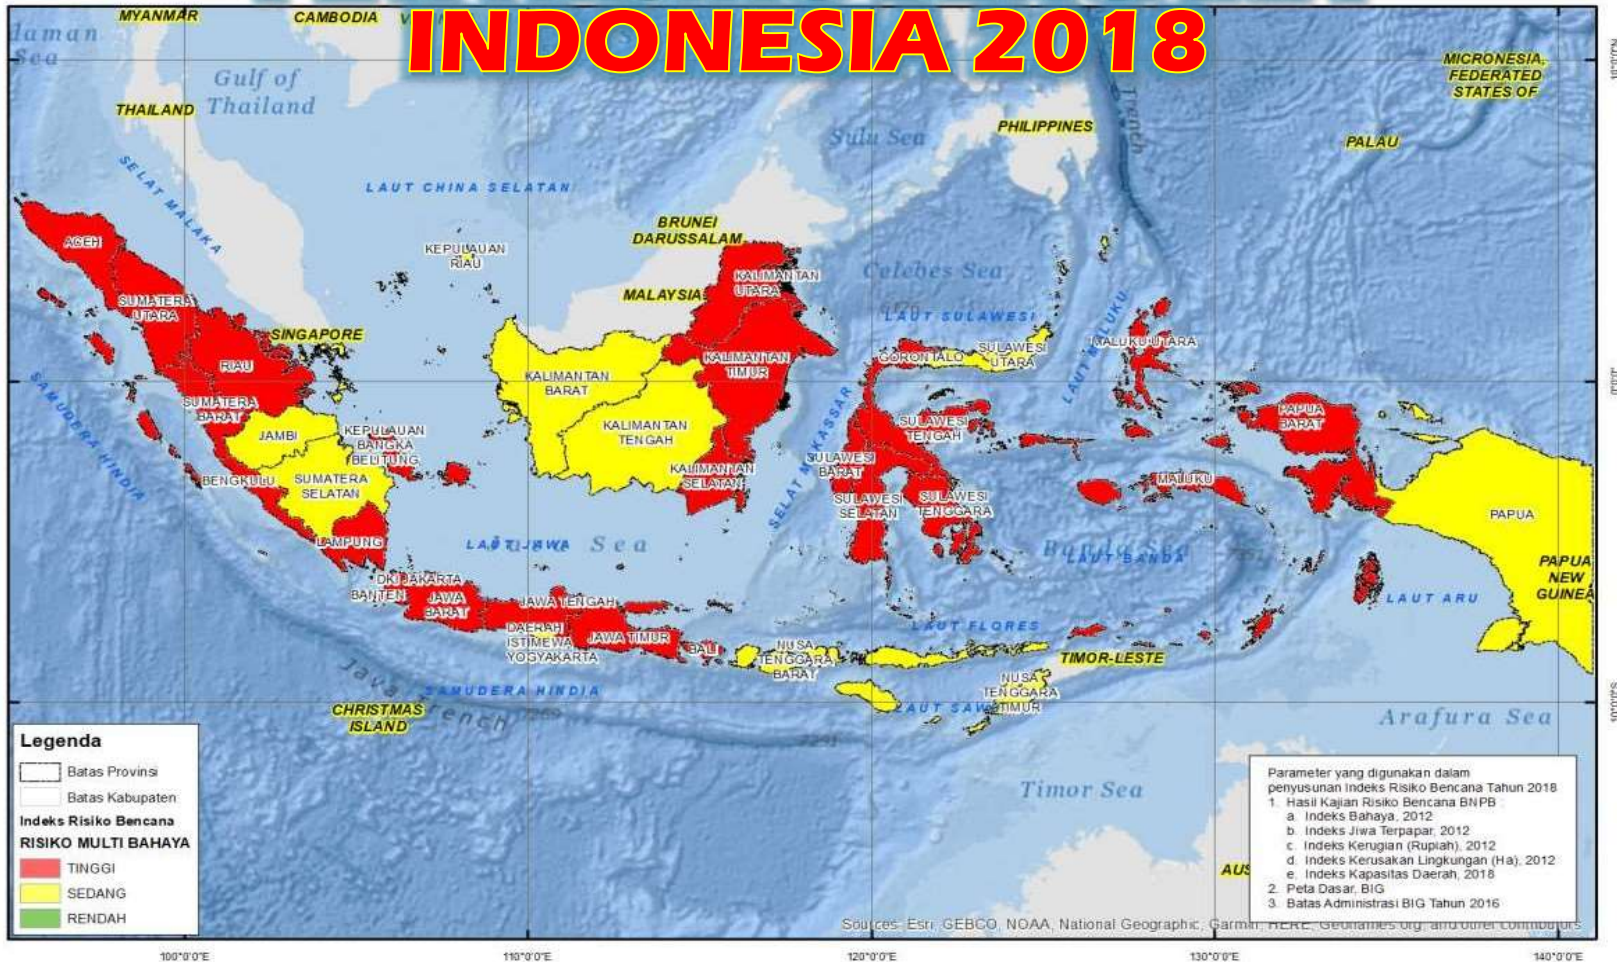 INDONESIA 2018
MYANMAR
CAMBODIA
Gulf of
Thailand
THAILAND
SELAT MALAKA
LAUT CHINA SELATAN
Sulu Sea
PHILIPPINES
Trench
MICRONESIA,
FEDERATED
STATES OF
PALAU
BRUNEI
DARUSSALAM
ACEH
KEPULAUAN
RIAU
Celebes Sea
KALIMANTAN
UTARA
MALAYSIA
SUMATERA
UTARA
SINGAPORE
LAUT SULAWESI
LAUT MALUKU
MALUKU UTARA
RIAU
KALIMANTAN
TIMUR
GORONTALO
SULAWESI
UTARA
KALIMANTAN
BARAT
SAMUDERA HINDIA
SUMATERA
BARAT
JAMBI
KEPULAUAN
BANGKA
BELITUNG
KALIMANTAN
TENGAH
SELAT MAKASSAR
SULAWESI
TENGAH
PAPUA
BARAT
BENGKULU
SUMATERA
SELATAN
KALIMANTAN
SELATAN
SULAWESI
BARAT
SULAWESI
SELATAN
SULAWESI
TENGGARA
MALUKU
PAPUA
LAMPUNG
LAUT JAWA
Sea
Banda Sea
LAUT BANDA
PAPUA
NEW
GUINEA
DKI JAKARTA
BANTEN
JAWA
BARAT
JAWA TENGAH
DAERAH
ISTIMEWA
YOGYAKARTA
JAWA TIMUR
BALI
NUSA
TENGGARA
BARAT
LAUT FLORES
TIMOR-LESTE
LAUT ARU
NUSA
TENGGARA
TIMUR
Java Trench
SAMUDERA HINDIA
CHRISTMAS
ISLAND
Arafura Sea
Timor Sea
Legenda
Batas Provinsi
Batas Kabupaten
Indeks Risiko Bencana
RISIKO MULTI BAHAYA
TINGGI
SEDANG
RENDAH
Parameter yang digunakan dalam
penyusunan Indeks Risiko Bencana Tahun 2018
1. Hasil Kajian Risiko Bencana BNPB :
a. Indeks Bahaya, 2012
b. Indeks Jiwa Terpapar, 2012
c. Indeks Kerugian (Rupiah), 2012
d. Indeks Kerusakan Lingkungan (Ha), 2012
e. Indeks Kapasitas Daerah, 2018
2. Peta Dasar, BIG
3. Batas Administrasi BIG Tahun 2016
Sources: Esri, GEBCO, NOAA, National Geographic, Garmin, HERE, Geonames.org, and other contributors
100°0'0"E
110°0'0"E
120°0'0"E
130°0'0"E
140°0'0"E